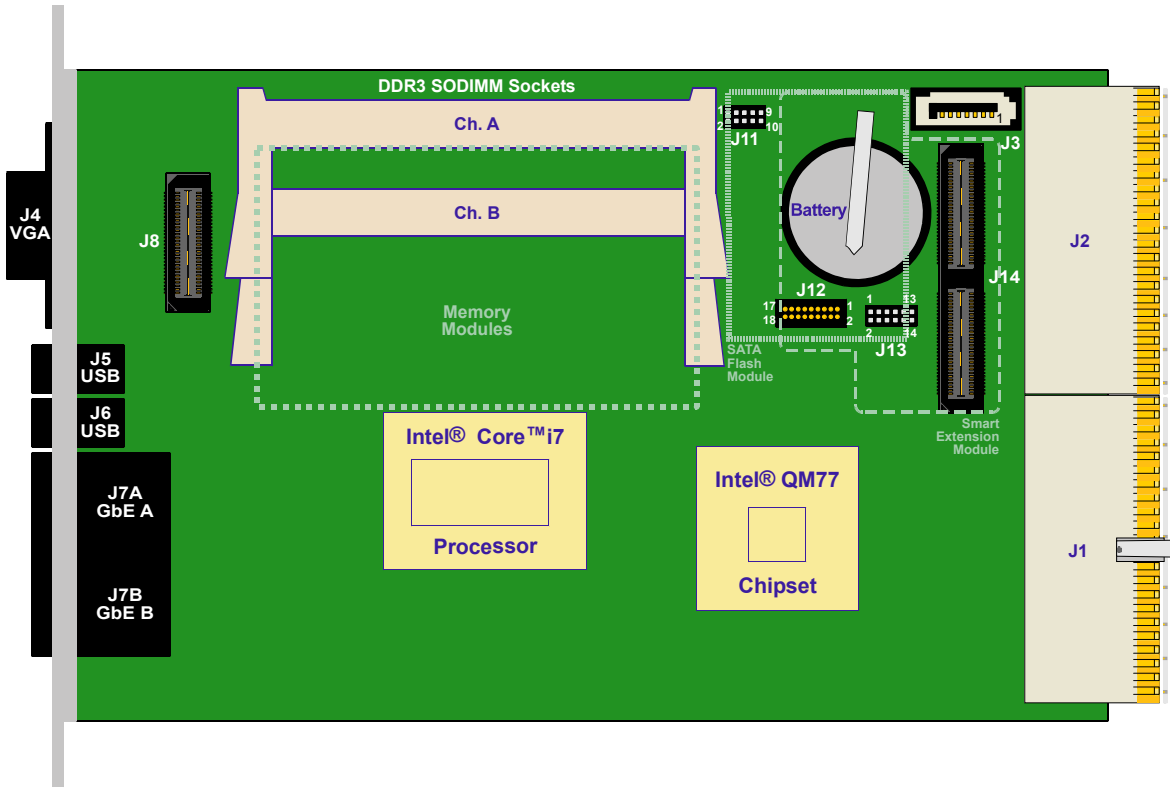 DDR3 SODIMM Sockets
Ch. A
Ch. B
Memory
Modules
J4
VGA
J8
J5
USB
J6
USB
J7A
GbE A
J7B
GbE B
Intel® Core™i7
Processor
Intel® QM77
Chipset
1
9
2
10
J11
Battery
1
J3
J14
J12
17
1
18
2
1
13
2
14
J13
SATA
Flash
Module
Smart
Extension
Module
J2
J1